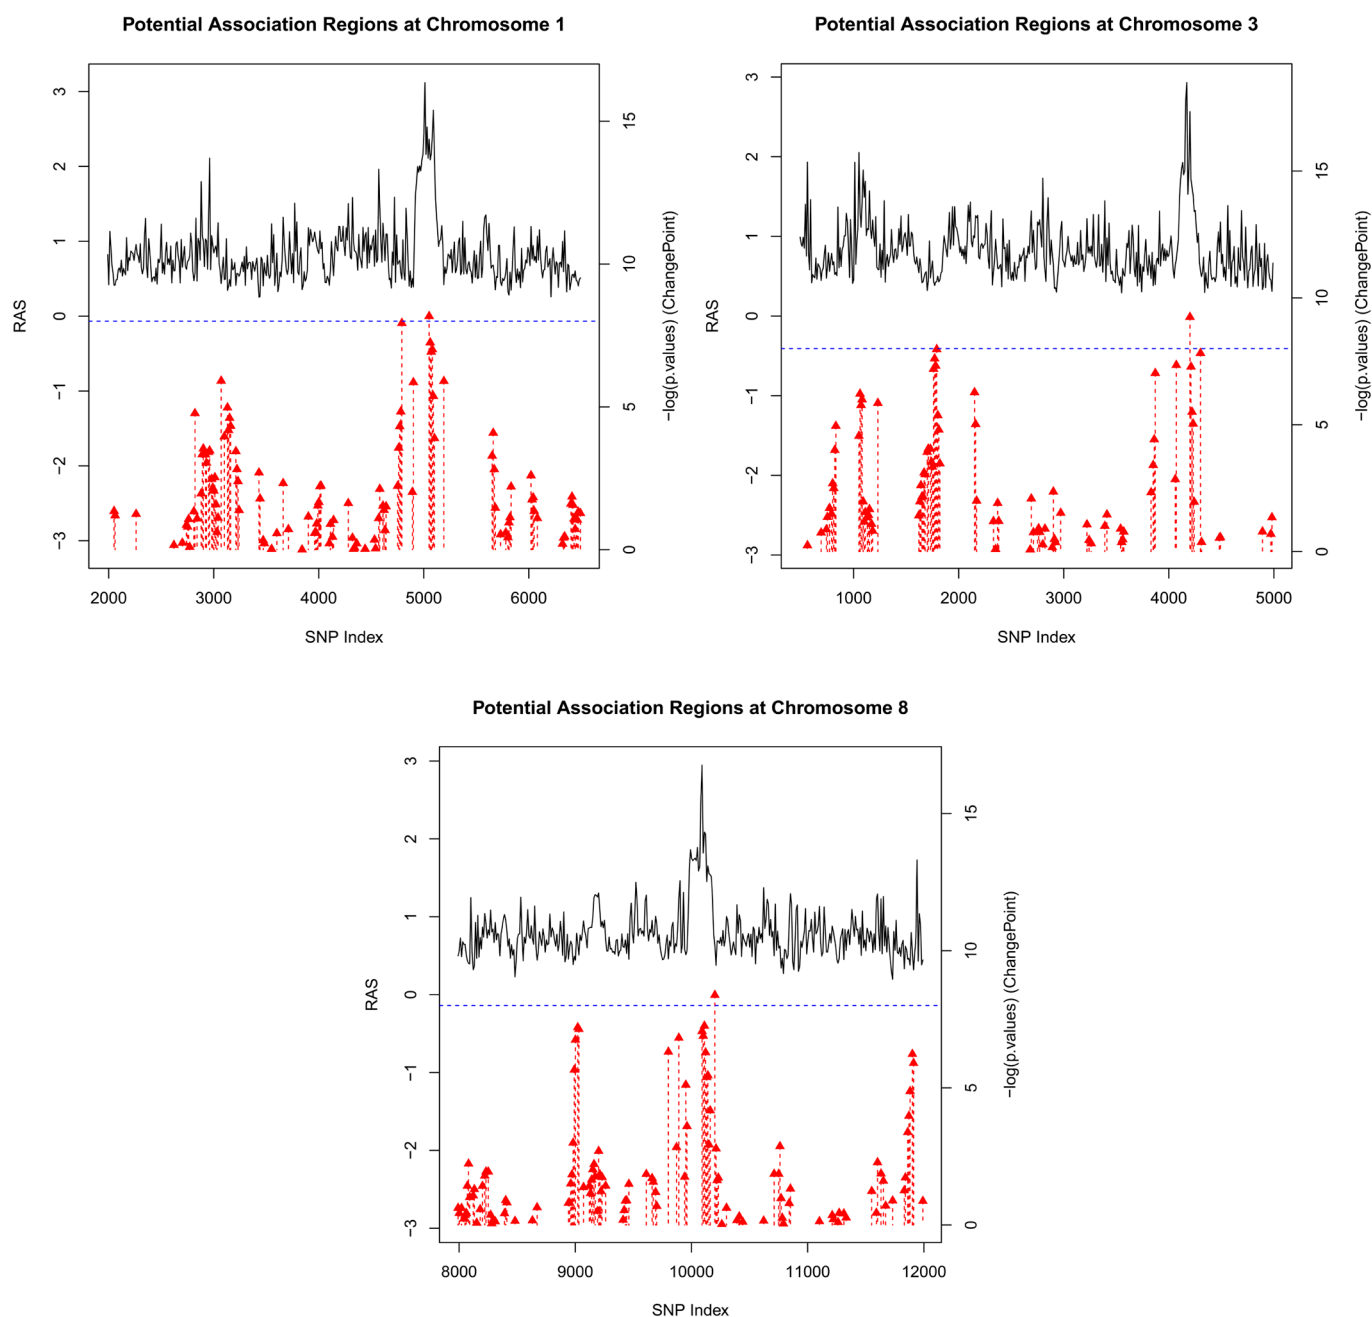 Potential Association Regions at Chromosome 1
3
2
1
0
−1
−2
−3
RAS
15
10
5
0
−log(p.values) (ChangePoint)
2000 3000 4000 5000 6000
SNP Index
Potential Association Regions at Chromosome 3
3
2
1
0
−1
−2
−3
RAS
15
10
5
0
−log(p.values) (ChangePoint)
1000 2000 3000 4000 5000
SNP Index
Potential Association Regions at Chromosome 8
3
2
1
0
−1
−2
−3
RAS
15
10
5
0
−log(p.values) (ChangePoint)
8000 9000 10000 11000 12000
SNP Index